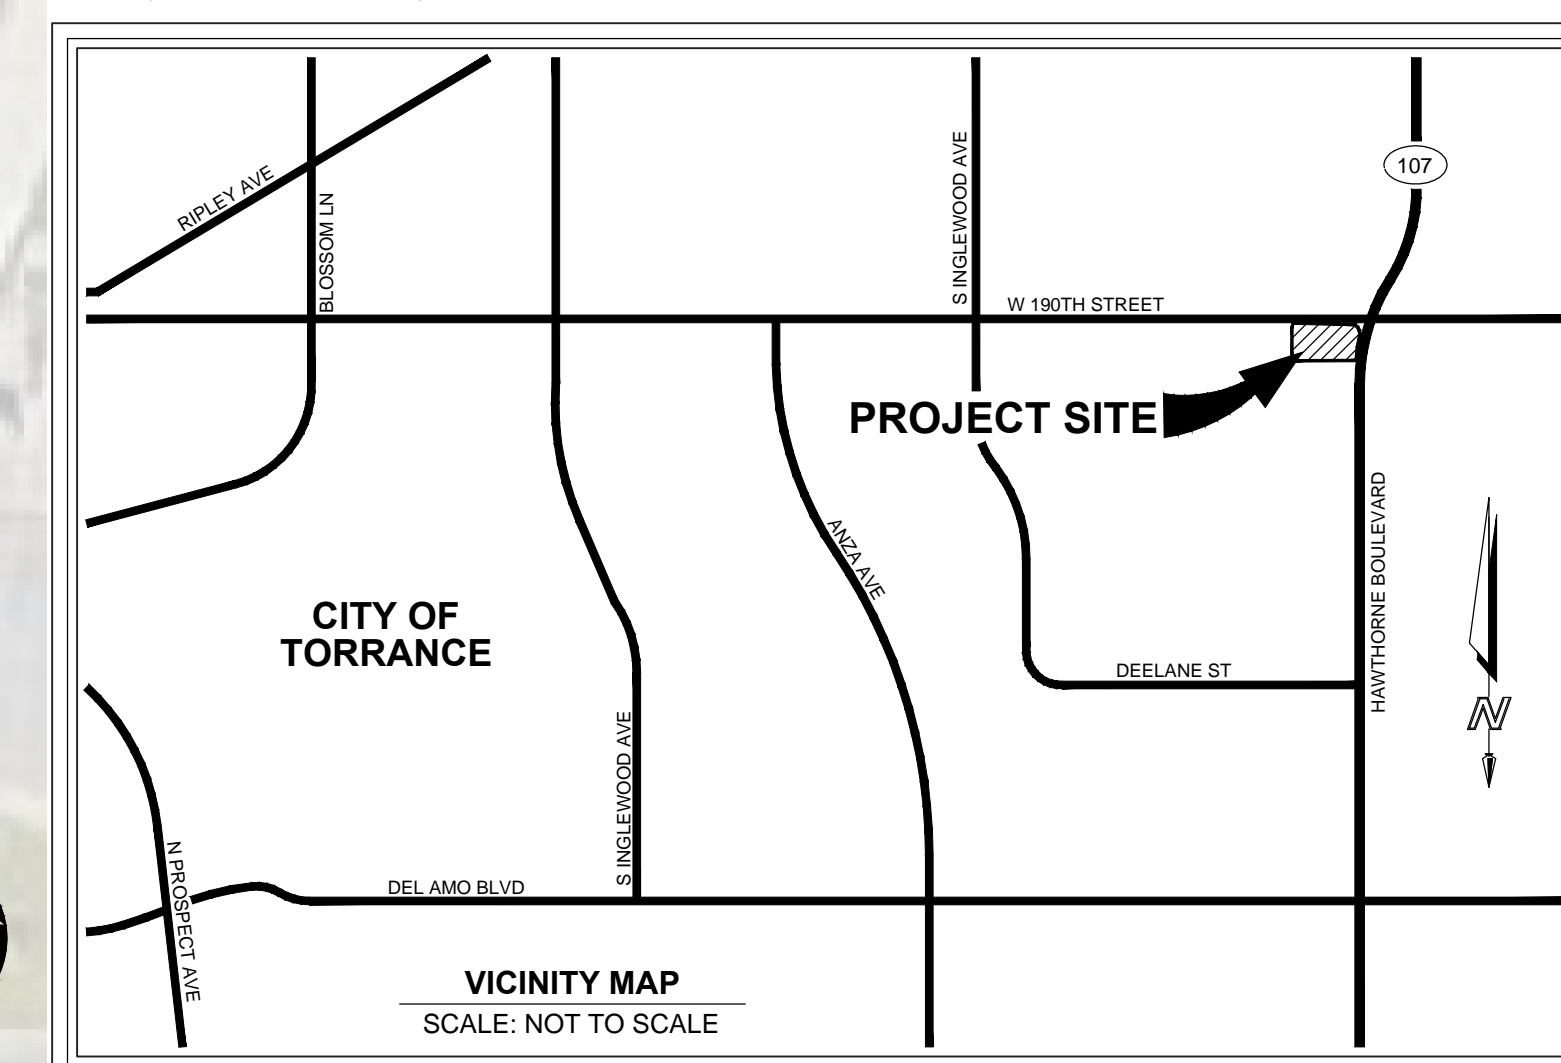 RIPLEY AVE
BLOSSOM LN
S INGLEWOOD AVE
107
W 190TH STREET
PROJECT SITE
ANZA AVE
HAWTHORNE BOULEVARD
CITY OF
TORRANCE
DEELANE ST
N
S INGLEWOOD AVE
DEL AMO BLVD
N PROSPECT AVE
VICINITY MAP
SCALE: NOT TO SCALE